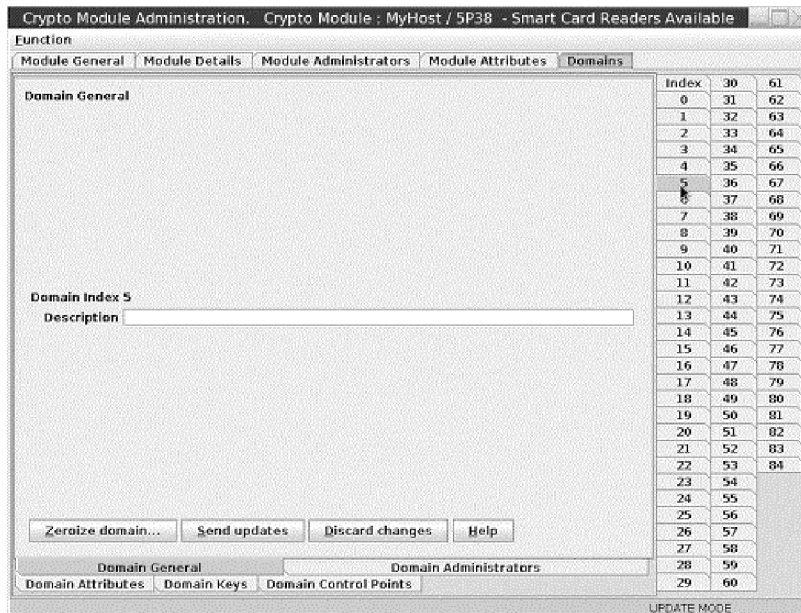 Crypto Module Administration. Crypto Module : MyHost / 5P38 - Smart Card Readers Available
Function
Module General Module Details Module Administrators Module Attributes Domains
Domain General
Domain Index 5
Description
Zeroize domain... Send updates Discard changes Help
Domain General Domain Administrators
Domain Attributes Domain Keys Domain Control Points
Index 30 61
0 31 62
1 32 63
2 33 64
3 34 65
4 35 66
5 36 67
6 37 68
7 38 69
8 39 70
9 40 71
10 41 72
11 42 73
12 43 74
13 44 75
14 45 76
15 46 77
16 47 78
17 48 79
18 49 80
19 50 81
20 51 82
21 52 83
22 53 84
23 54
24 55
25 56
26 57
27 58
28 59
29 60
UPDATE MODE